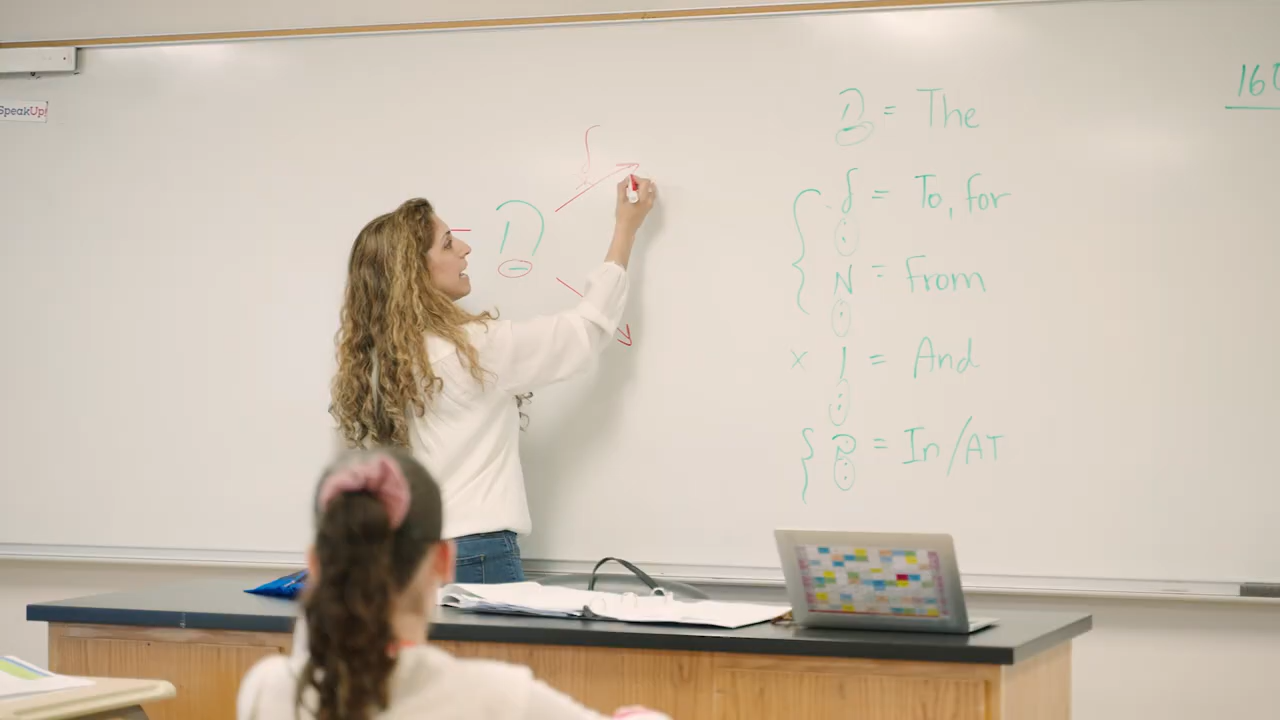 SpeakUp!
הַ = The
לְ = To, for
מְ = From
x וְ = And
בְּ = In/AT
ל
הַ